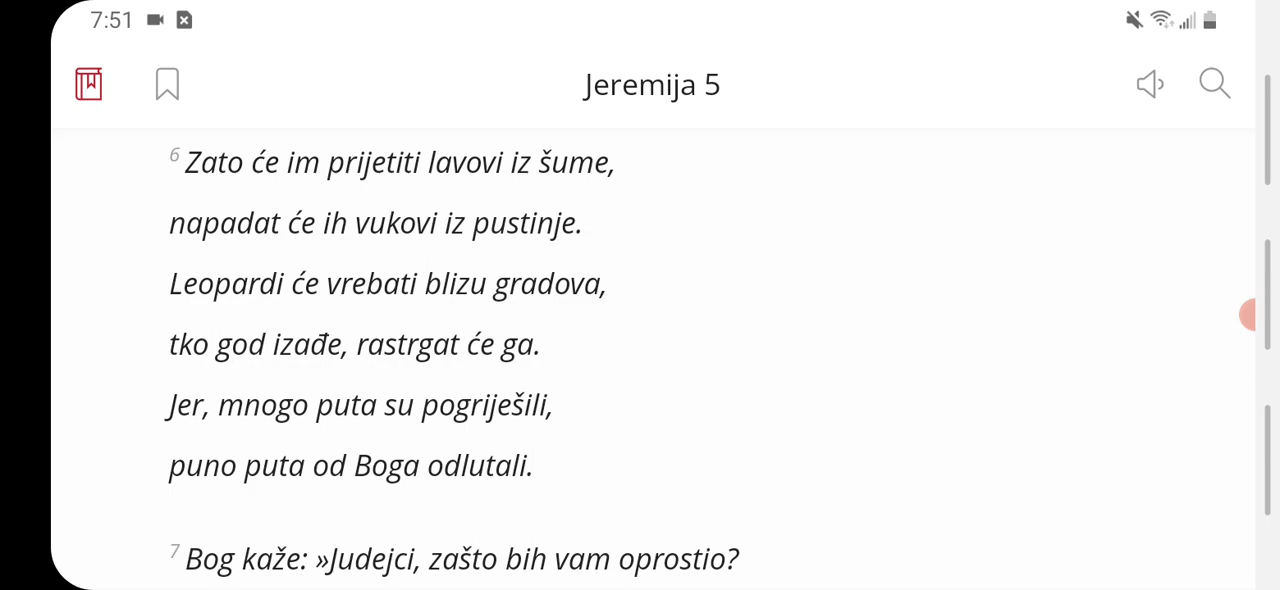 7:51
Jeremija 5
6 Zato će im prijetiti lavovi iz šume,
napadat će ih vukovi iz pustinje.
Leopardi će vrebati blizu gradova,
tko god izađe, rastrgat će ga.
Jer, mnogo puta su pogriješili,
puno puta od Boga odlutali.
7 Bog kaže: »Judejci, zašto bih vam oprostio?